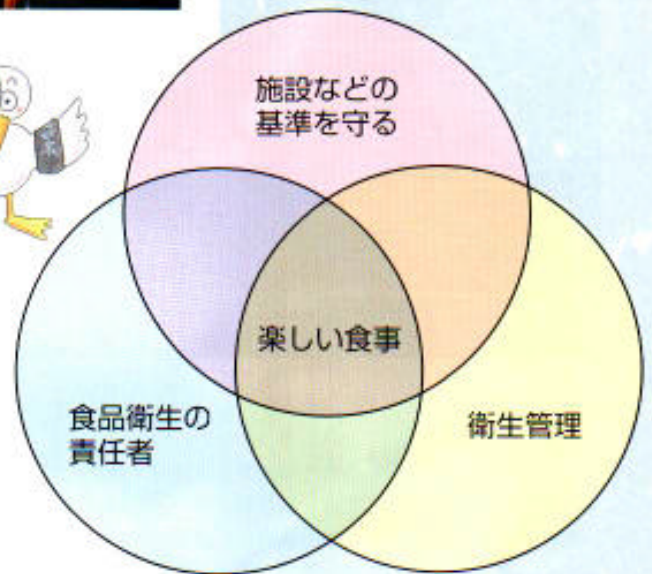 施設などの
基準を守る
楽しい食事
食品衛生の
責任者
衛生管理